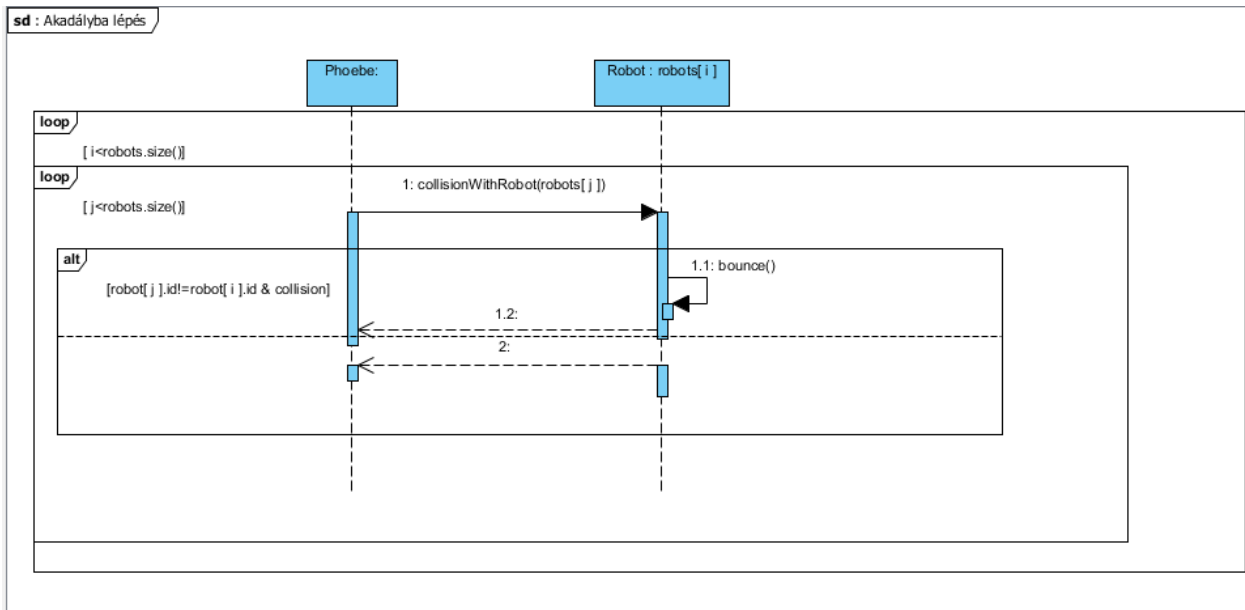 sd : Akadályba lépés
Phoebe:
Robot : robots[ i ]
loop
[ i<robots.size()]
loop
1: collisionWithRobot(robots[ j ])
[ j<robots.size()]
alt
1.1: bounce()
[robot[ j ].id!=robot[ i ].id & collision]
1.2:
2: